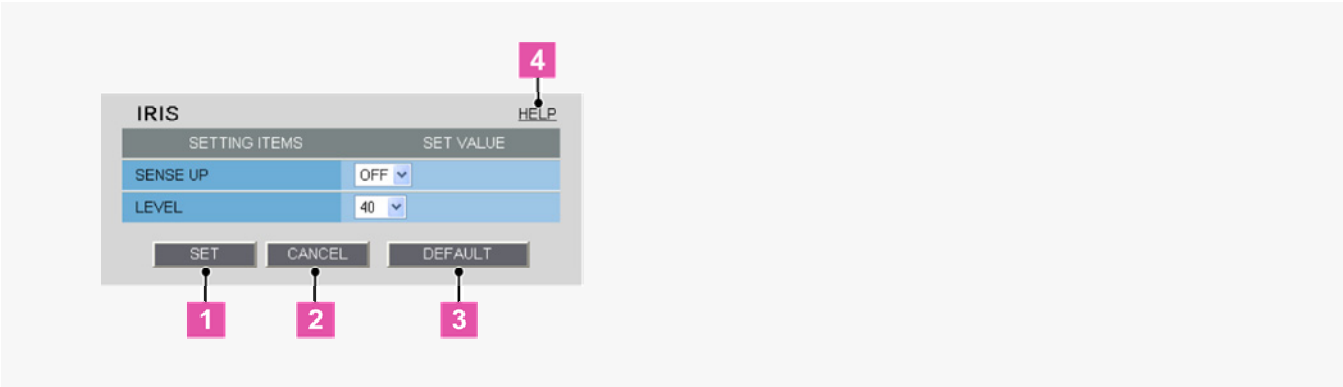 4
IRIS HELP
SETTING ITEMS SET VALUE
SENSE UP OFF
LEVEL 40
SET CANCEL DEFAULT
1 2 3